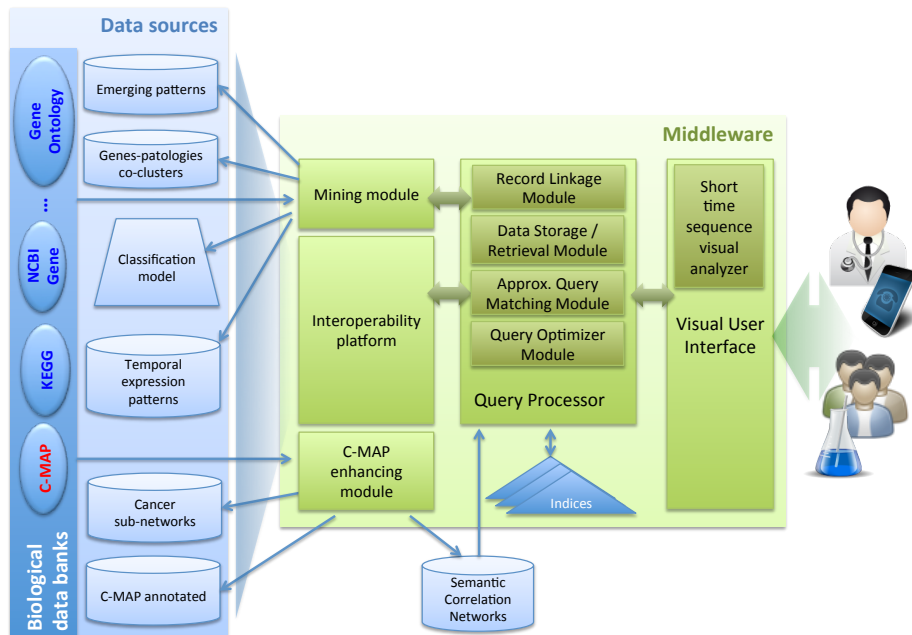 Data sources
Gene
Ontology
...
NCBI
Gene
KEGG
C-MAP
Biological
data banks
Emerging patterns
Genes-patologies
co-clusters
Classification
model
Temporal
expression
patterns
Cancer
sub-networks
C-MAP annotated
Middleware
Mining module
Interoperability
platform
C-MAP
enhancing
module
Record Linkage
Module
Data Storage /
Retrieval Module
Approx. Query
Matching Module
Query Optimizer
Module
Query Processor
Indices
Semantic
Correlation
Networks
Short
time
sequence
visual
analyzer
Visual User
Interface